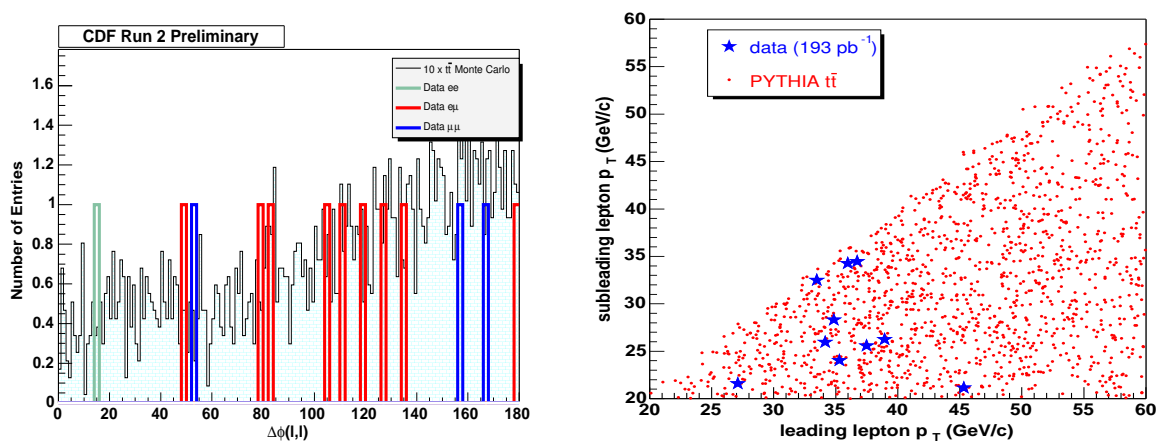 CDF Run 2 Preliminary
10 x tt̄ Monte Carlo
Data ee
Data eμ
Data μμ
Number of Entries
1.6
1.4
1.2
1.0
0.8
0.6
0.4
0.2
0
0 20 40 60 80 100 120 140 160 180
Δϕ(l,l)
data (193 pb⁻¹)
PYTHIA tt̄
subleading lepton p_T (GeV/c)
60
55
50
45
40
35
30
25
20
20 25 30 35 40 45 50 55 60
leading lepton p_T (GeV/c)